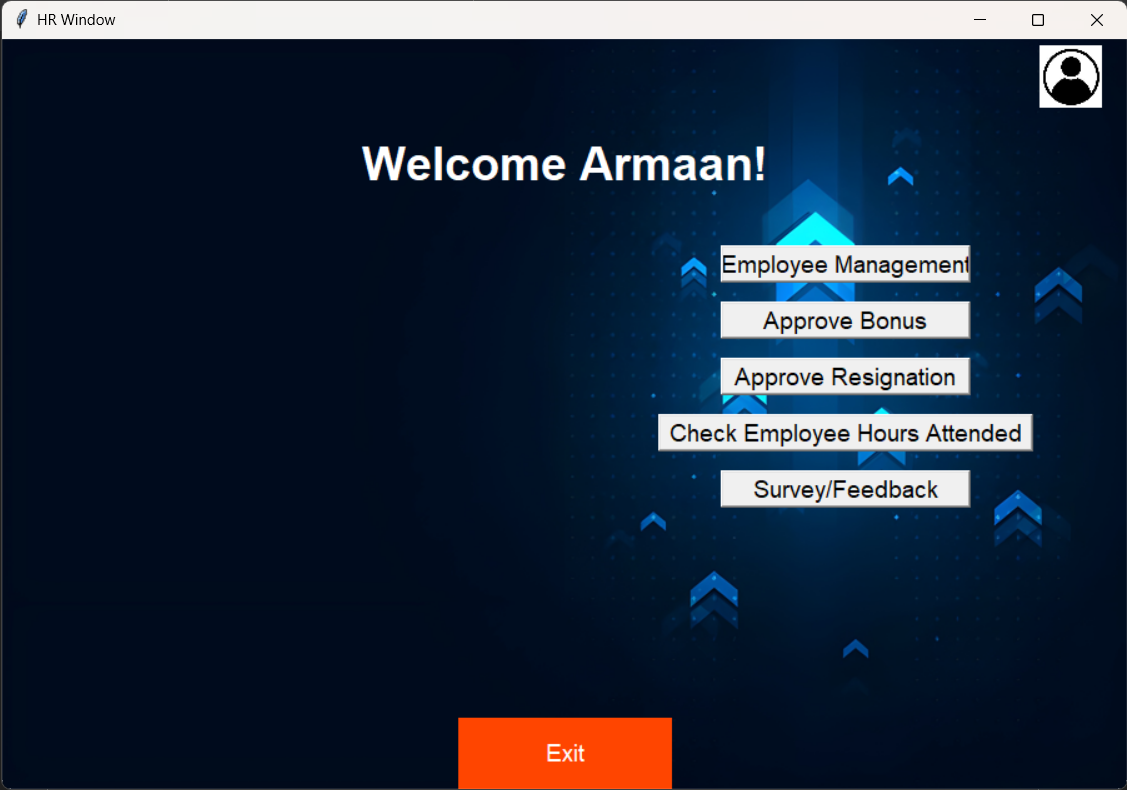 HR Window
Welcome Armaan!
Employee Management
Approve Bonus
Approve Resignation
Check Employee Hours Attended
Survey/Feedback
Exit